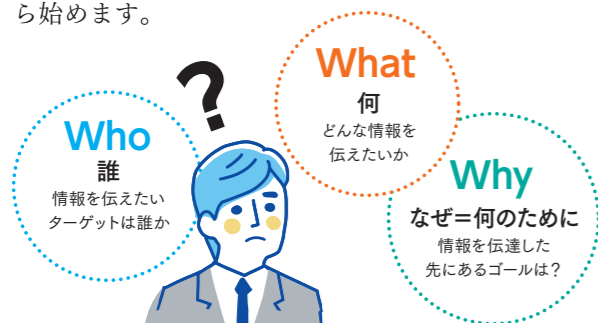 ら始めます。
?
Who
誰
情報を伝えたい
ターゲットは誰か
What
何
どんな情報を
伝えたいか
Why
なぜ=何のために
情報を伝達した
先にあるゴールは?